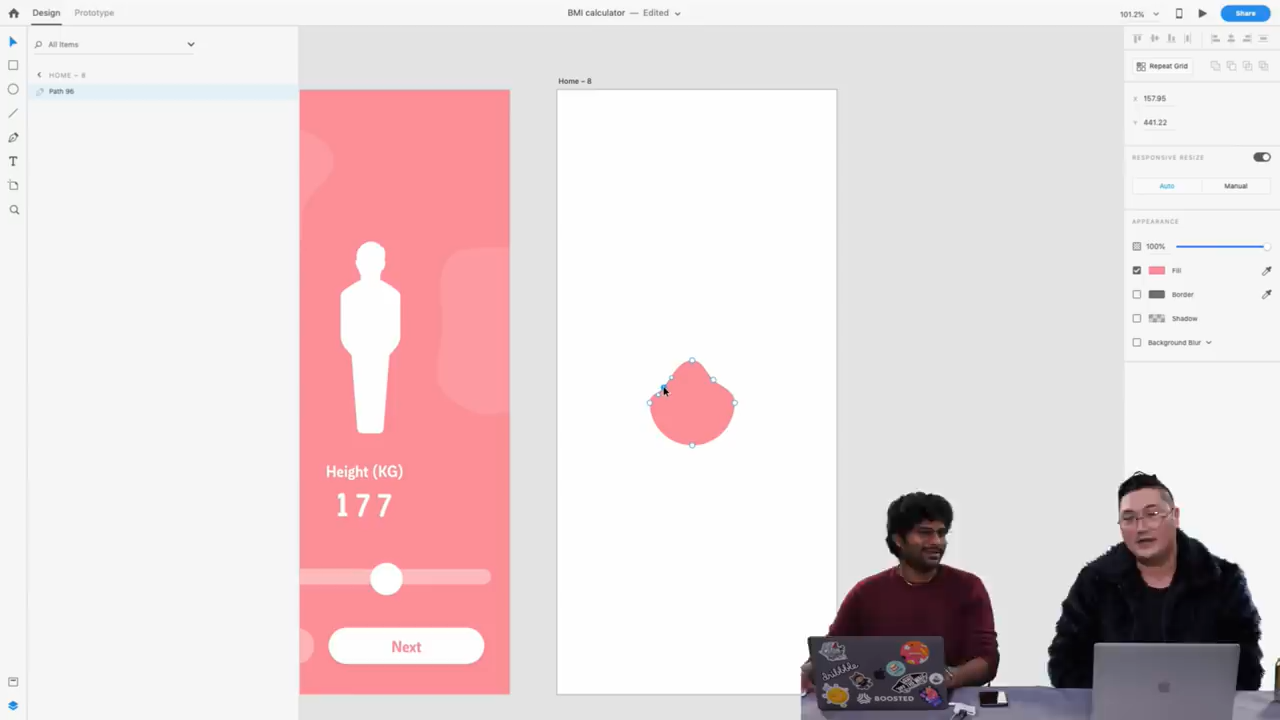 Design
Prototype
BMI calculator — Edited
101.2%
Share
All Items
HOME – 8
Path 96
Home – 8
Height (KG)
177
Next
Repeat Grid
X 157.95
Y 441.22
RESPONSIVE RESIZE
Auto
Manual
APPEARANCE
100%
Fill
Border
Shadow
Background Blur
dribbble
BOOSTED